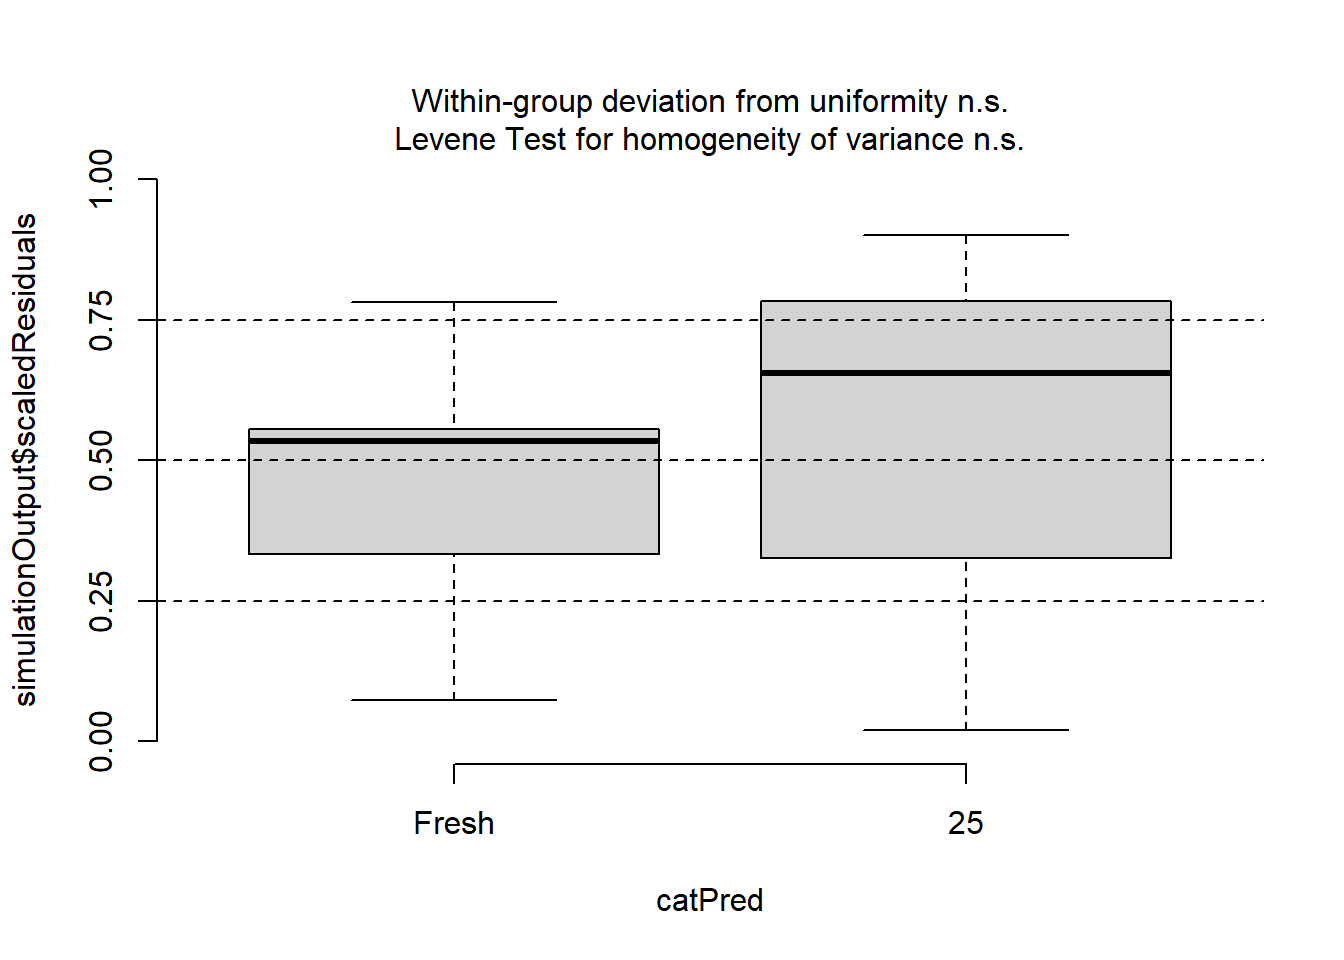 Within-group deviation from uniformity n.s.
Levene Test for homogeneity of variance n.s.
simulationOutput$scaledResiduals
1.00
0.75
0.50
0.25
0.00
Fresh
25
catPred